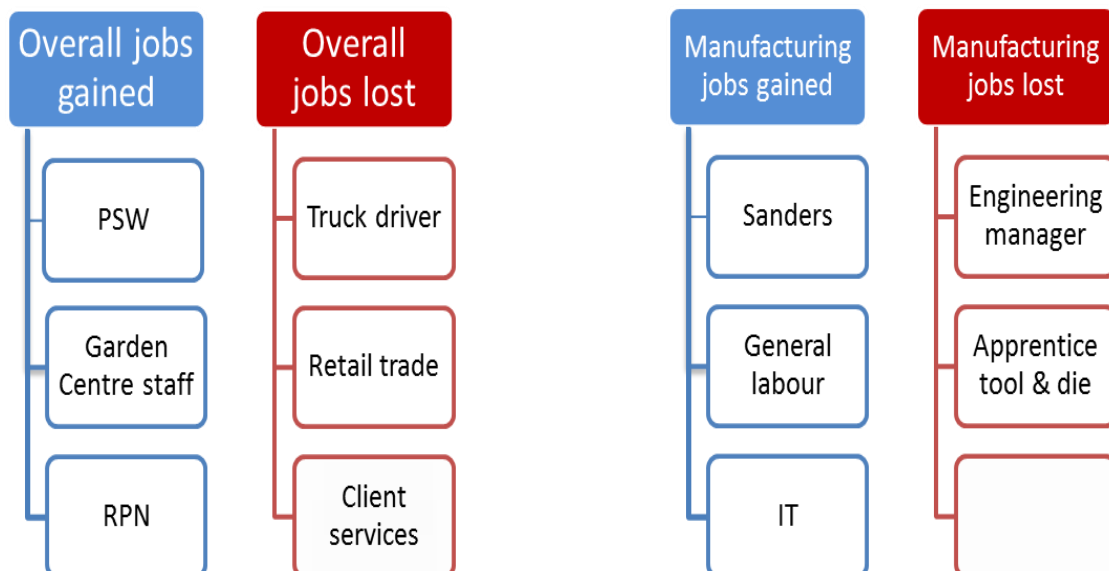 Overall jobs
gained
PSW
Garden
Centre staff
RPN
Overall
jobs lost
Truck driver
Retail trade
Client
services
Manufacturing
jobs gained
Sanders
General
labour
IT
Manufacturing
jobs lost
Engineering
manager
Apprentice
tool & die